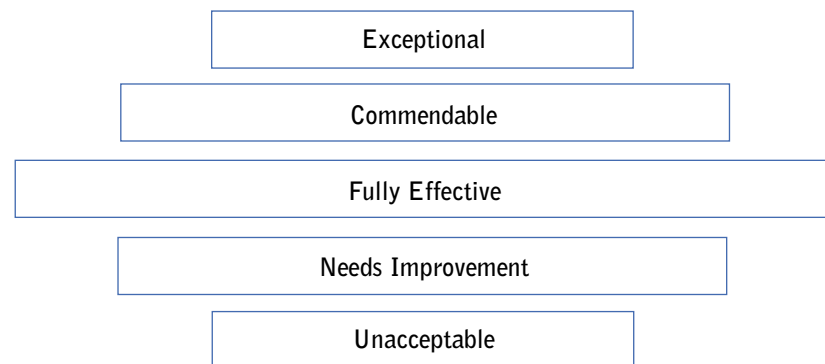 Exceptional
Commendable
Fully Effective
Needs Improvement
Unacceptable